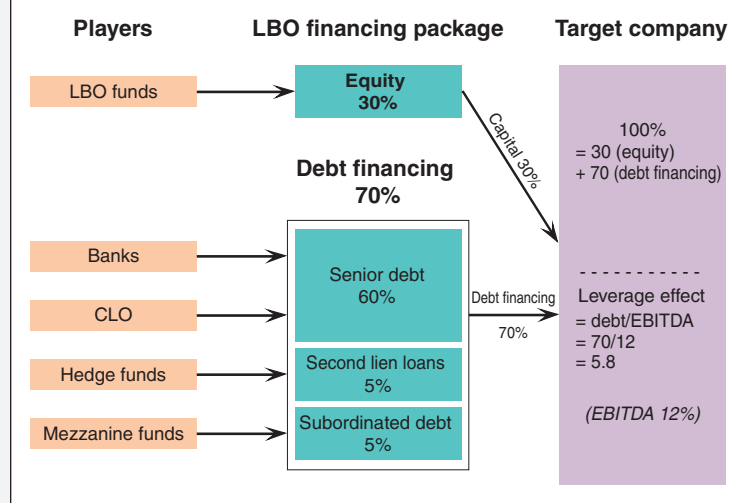 Players
LBO financing package
Target company
LBO funds
Equity
30%
Capital 30%
100%
= 30 (equity)
+ 70 (debt financing)
Debt financing
70%
Banks
CLO
Hedge funds
Mezzanine funds
Senior debt
60%
Second lien loans
5%
Subordinated debt
5%
Debt financing
70%
- - - - - - - - - - -
Leverage effect
= debt/EBITDA
= 70/12
= 5.8
(EBITDA 12%)